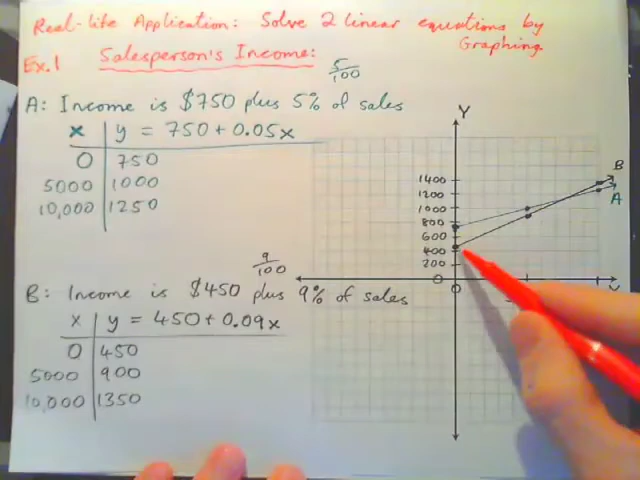 Real-life Application: Solve 2 linear equations by
Graphing
Ex.1 Salesperson's Income:
5/100
A: Income is $750 plus 5% of sales
x | y = 750+0.05x
0 | 750
5000 | 1000
10,000 | 1250
9/100
B: Income is $450 plus 9% of sales
x | y = 450+0.09x
0 | 450
5000 | 900
10,000 | 1350
Y
1400
1200
1000
800
600
400
200
0
0
B
A